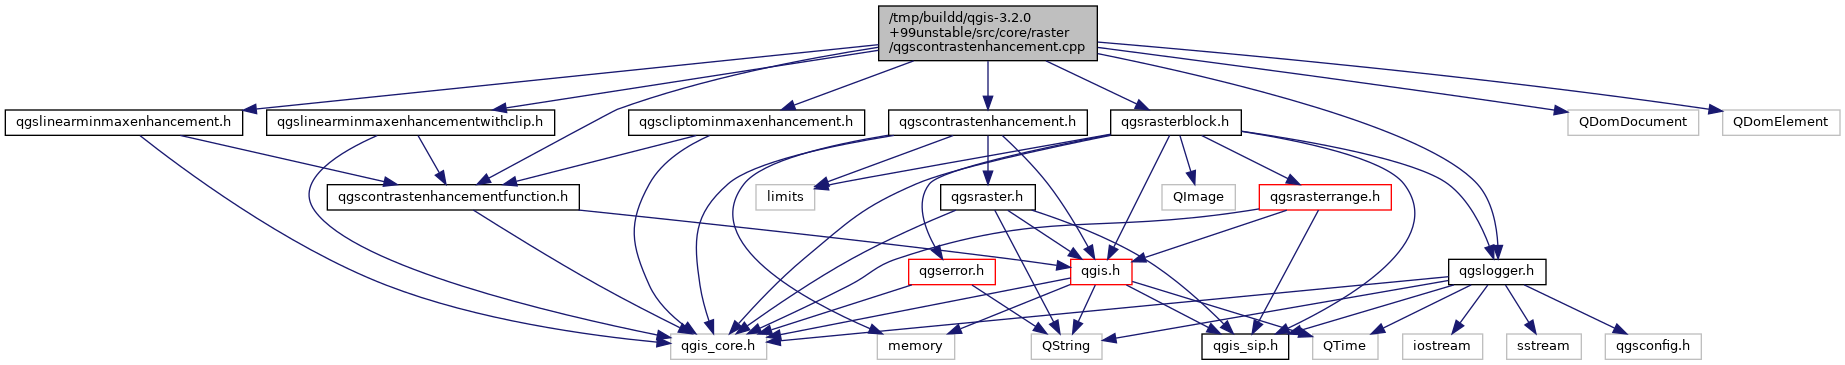 /tmp/buildd/qgis-3.2.0
+99unstable/src/core/raster
/qgscontrastenhancement.cpp
qgslinearminmaxenhancement.h
qgslinearminmaxenhancementwithclip.h
qgscliptominmaxenhancement.h
qgscontrastenhancement.h
qgsrasterblock.h
QDomDocument
QDomElement
qgscontrastenhancementfunction.h
limits
qgsraster.h
QImage
qgsrasterrange.h
qgserror.h
qgis.h
qgslogger.h
qgis_core.h
memory
QString
qgis_sip.h
QTime
iostream
sstream
qgsconfig.h